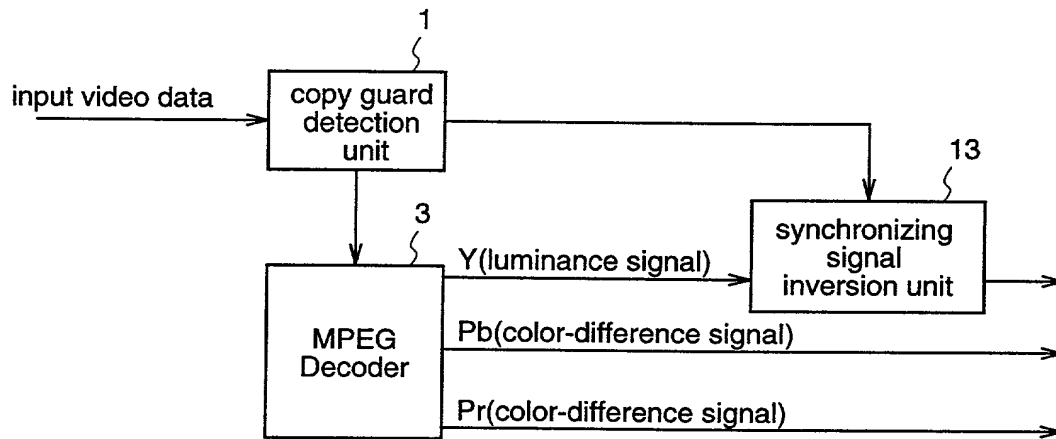 1
input video data
copy guard
detection
unit
13
3
synchronizing
signal
inversion unit
Y(luminance signal)
MPEG
Decoder
Pb(color-difference signal)
Pr(color-difference signal)